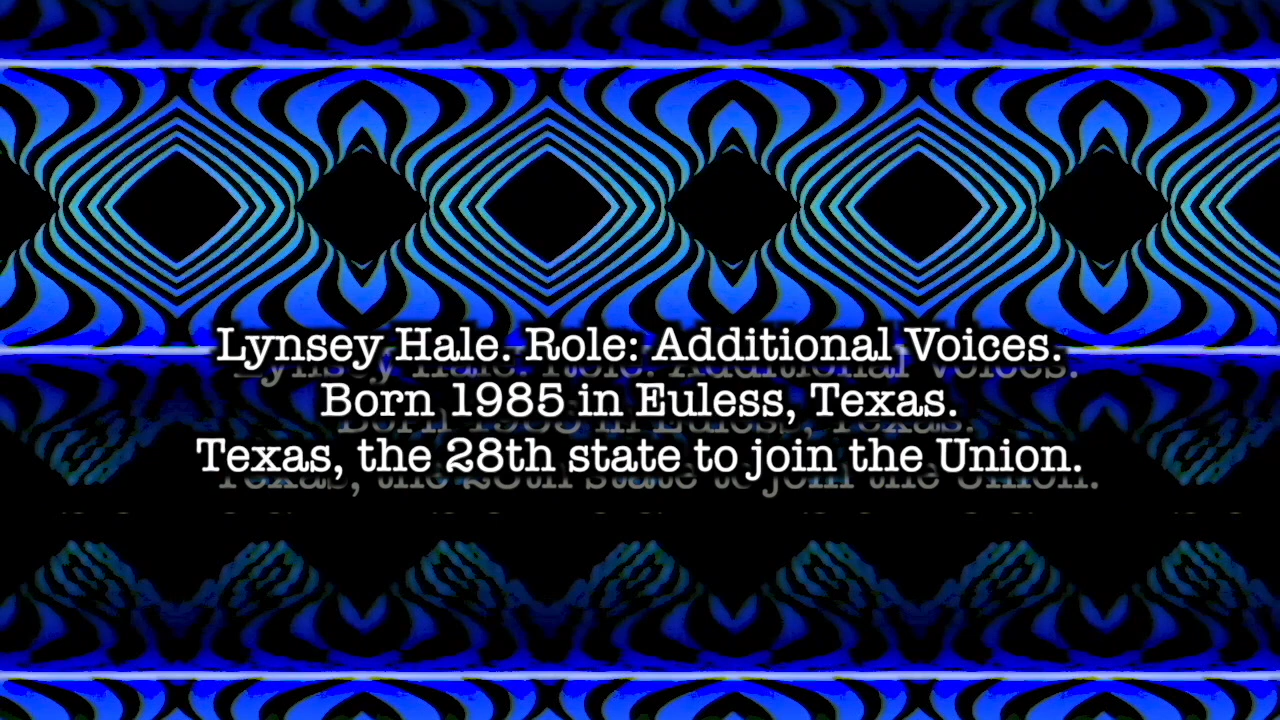 Lynsey Hale. Role: Additional Voices.
Born 1985 in Euless, Texas.
Texas, the 28th state to join the Union.